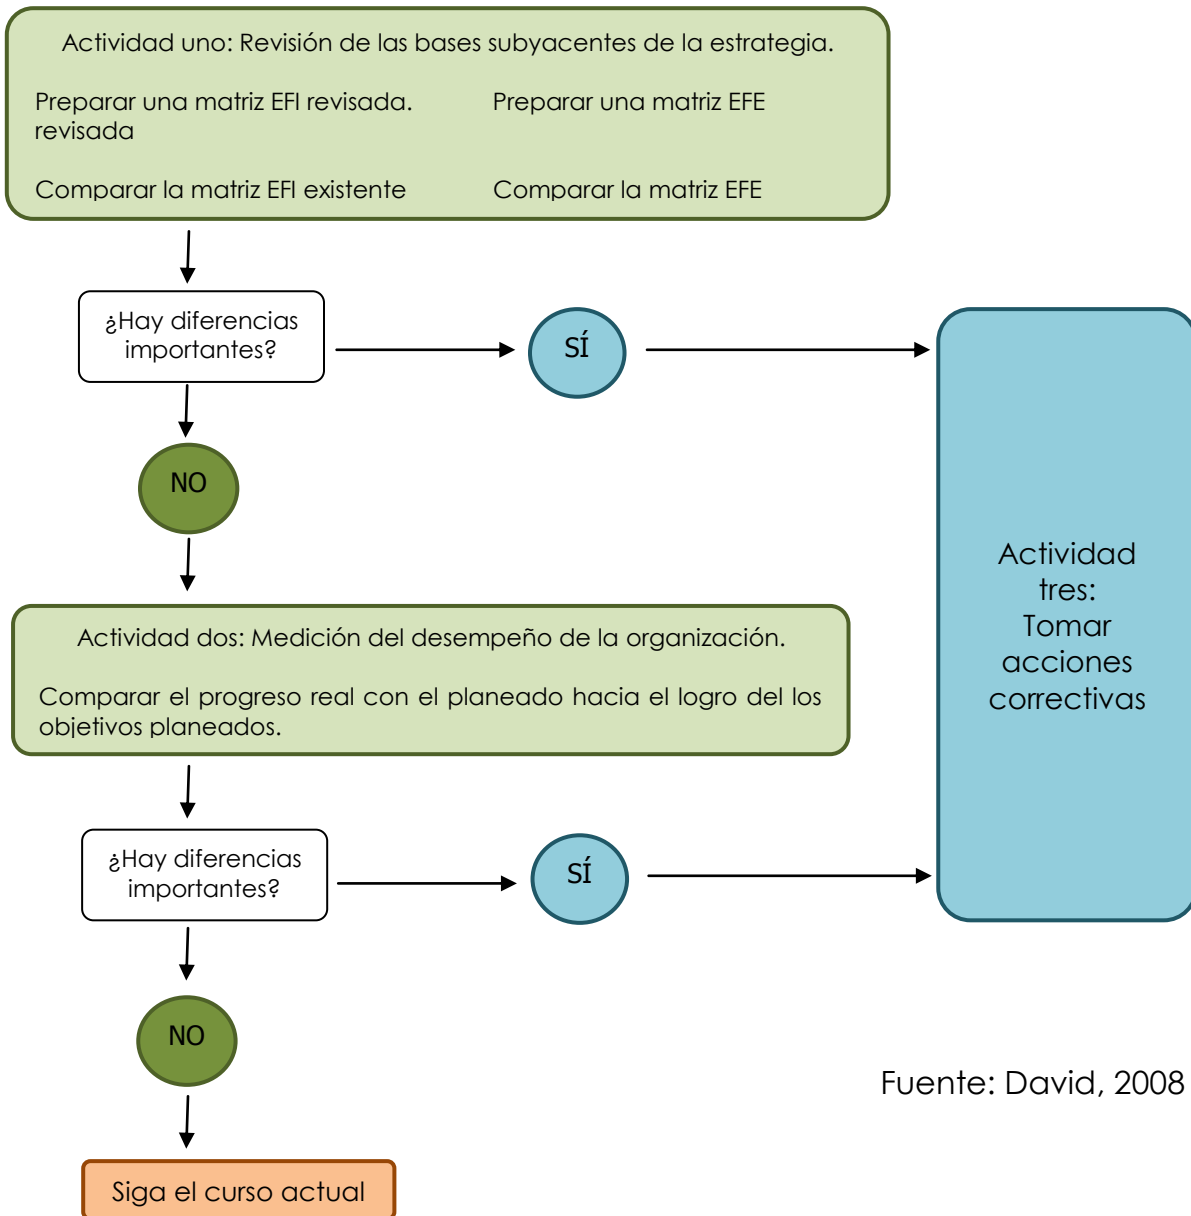 Actividad uno: Revisión de las bases subyacentes de la estrategia.
Preparar una matriz EFI revisada. Preparar una matriz EFE
revisada
Comparar la matriz EFI existente Comparar la matriz EFE
¿Hay diferencias
importantes?
SÍ
NO
Actividad
tres:
Tomar
acciones
correctivas
Actividad dos: Medición del desempeño de la organización.
Comparar el progreso real con el planeado hacia el logro del los
objetivos planeados.
¿Hay diferencias
importantes?
SÍ
NO
Fuente: David, 2008
Siga el curso actual